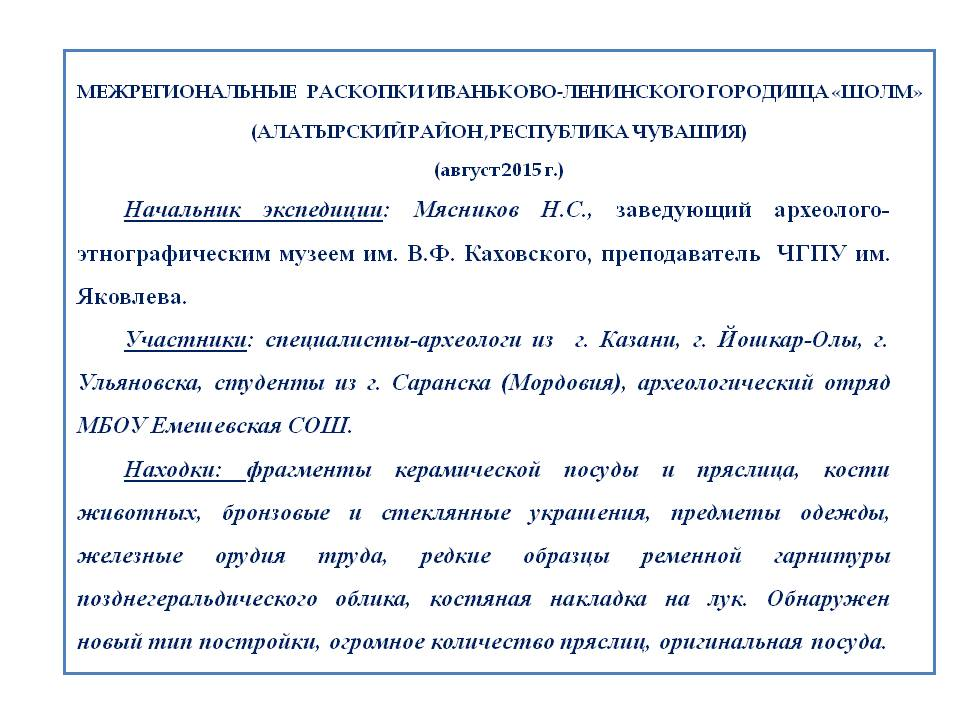 МЕЖРЕГИОНАЛЬНЫЕ РАСКОПКИ ИВАНЬКОВО-ЛЕНИНСКОГО ГОРОДИЩА «ШОЛМ»
(АЛАТЫРСКИЙ РАЙОН, РЕСПУБЛИКА ЧУВАШИЯ)
(август 2015 г.)
Начальник экспедиции: Мясников Н.С., заведующий археолого-
этнографическим музеем им. В.Ф. Каховского, преподаватель ЧГПУ им.
Яковлева.
Участники: специалисты-археологи из г. Казани, г. Йошкар-Олы, г.
Ульяновска, студенты из г. Саранска (Мордовия), археологический отряд
МБОУ Емешевская СОШ.
Находки: фрагменты керамической посуды и пряслица, кости
животных, бронзовые и стеклянные украшения, предметы одежды,
железные орудия труда, редкие образцы ременной гарнитуры
позднегеральдического облика, костяная накладка на лук. Обнаружен
новый тип постройки, огромное количество пряслиц, оригинальная посуда.